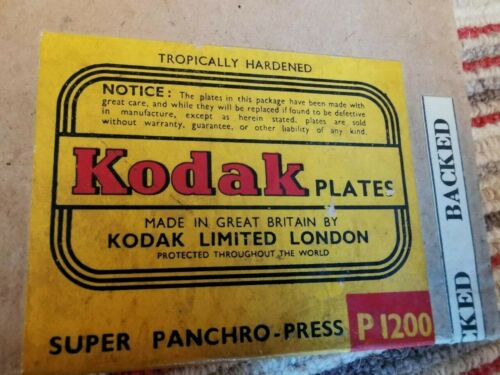 TROPICALLY HARDENED
NOTICE: The plates in this package have been made with
great care, and while they will be replaced if found to be defective
in manufacture, except as herein stated, plates are sold
without warranty, guarantee, or other liability of any kind.
Kodak PLATES
MADE IN GREAT BRITAIN BY
KODAK LIMITED LONDON
PROTECTED THROUGHOUT THE WORLD
SUPER PANCHRO-PRESS P 1200
BACKED
CKED